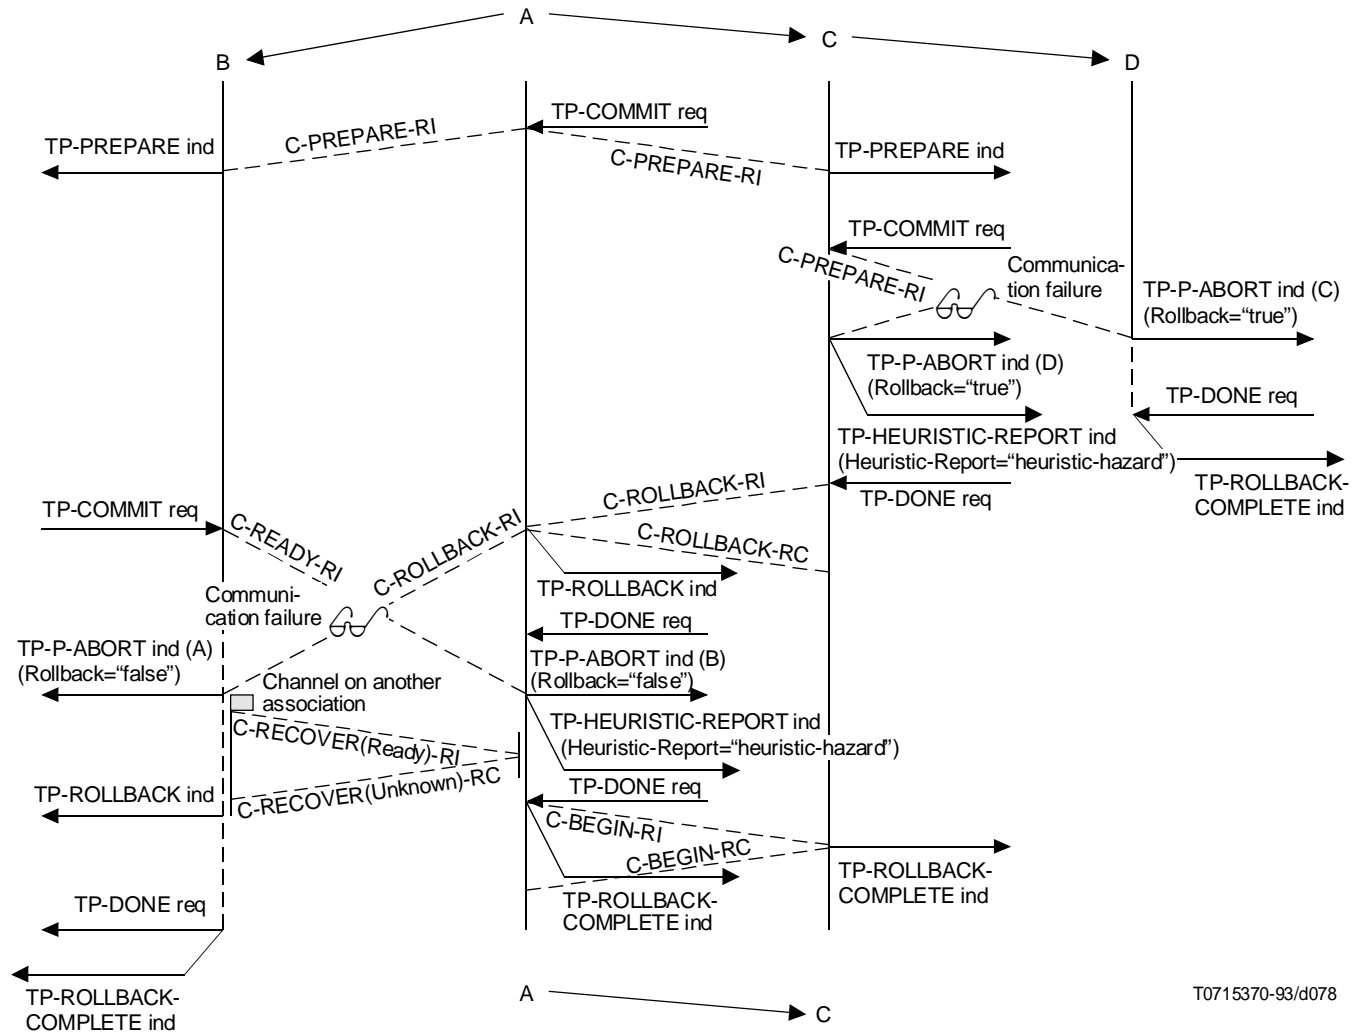 A
C
B
D
TP-COMMIT req
C-PREPARE-RI
TP-PREPARE ind
C-PREPARE-RI
TP-PREPARE ind
TP-COMMIT req
C-PREPARE-RI
Communica-
tion failure
TP-P-ABORT ind (C)
(Rollback=“true”)
TP-P-ABORT ind (D)
(Rollback=“true”)
TP-DONE req
TP-HEURISTIC-REPORT ind
(Heuristic-Report=“heuristic-hazard”)
TP-ROLLBACK-
COMPLETE ind
C-ROLLBACK-RI
TP-DONE req
TP-COMMIT req
C-READY-RI
C-ROLLBACK-RI
C-ROLLBACK-RC
TP-ROLLBACK ind
Communi-
cation failure
TP-DONE req
TP-P-ABORT ind (A)
(Rollback=“false”)
TP-P-ABORT ind (B)
(Rollback=“false”)
Channel on another
association
C-RECOVER(Ready)-RI
TP-HEURISTIC-REPORT ind
(Heuristic-Report=“heuristic-hazard”)
C-RECOVER(Unknown)-RC
TP-ROLLBACK ind
TP-DONE req
C-BEGIN-RI
C-BEGIN-RC
TP-ROLLBACK-
COMPLETE ind
TP-ROLLBACK-
COMPLETE ind
TP-DONE req
TP-ROLLBACK-
COMPLETE ind
A
C
T0715370-93/d078